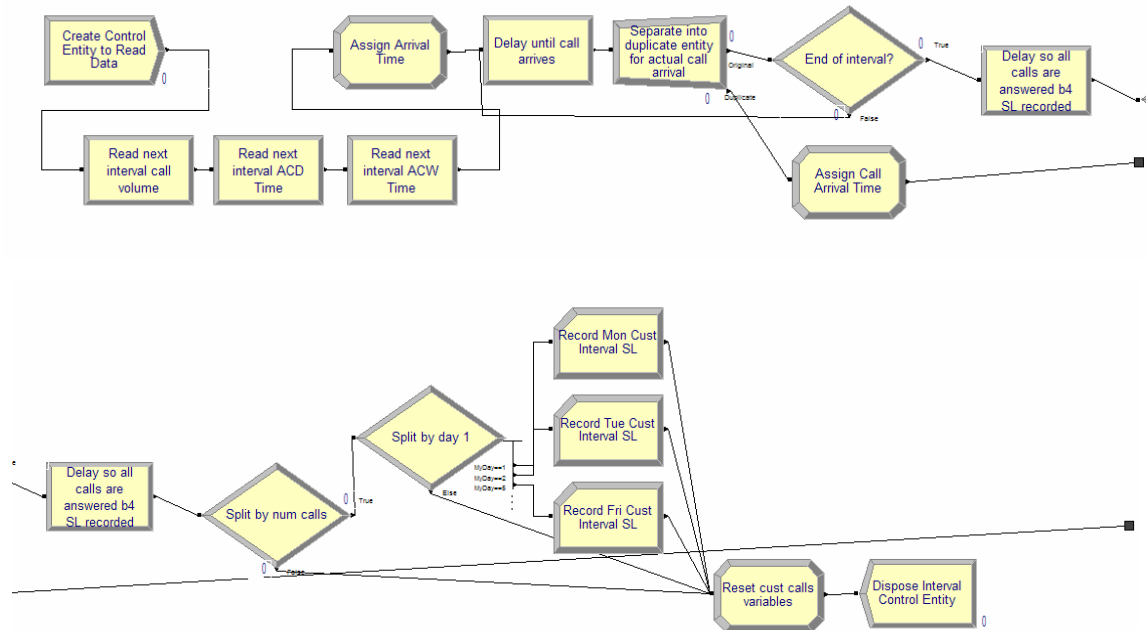 Create Control
Entity to Read
Data
0
Assign Arrival
Time
Delay until call
arrives
Separate into
duplicate entity
for actual call
arrival
0
Original
0
Duplicate
End of interval?
0
True
0
False
Delay so all
calls are
answered b4
SL recorded
Read next
interval call
volume
Read next
interval ACD
Time
Read next
interval ACW
Time
Assign Call
Arrival Time
Delay so all
calls are
answered b4
SL recorded
Split by num calls
0
True
0
False
Split by day 1
MyDay==1
MyDay==2
MyDay==5
Else
Record Mon Cust
Interval SL
Record Tue Cust
Interval SL
Record Fri Cust
Interval SL
Reset cust calls
variables
Dispose Interval
Control Entity
0